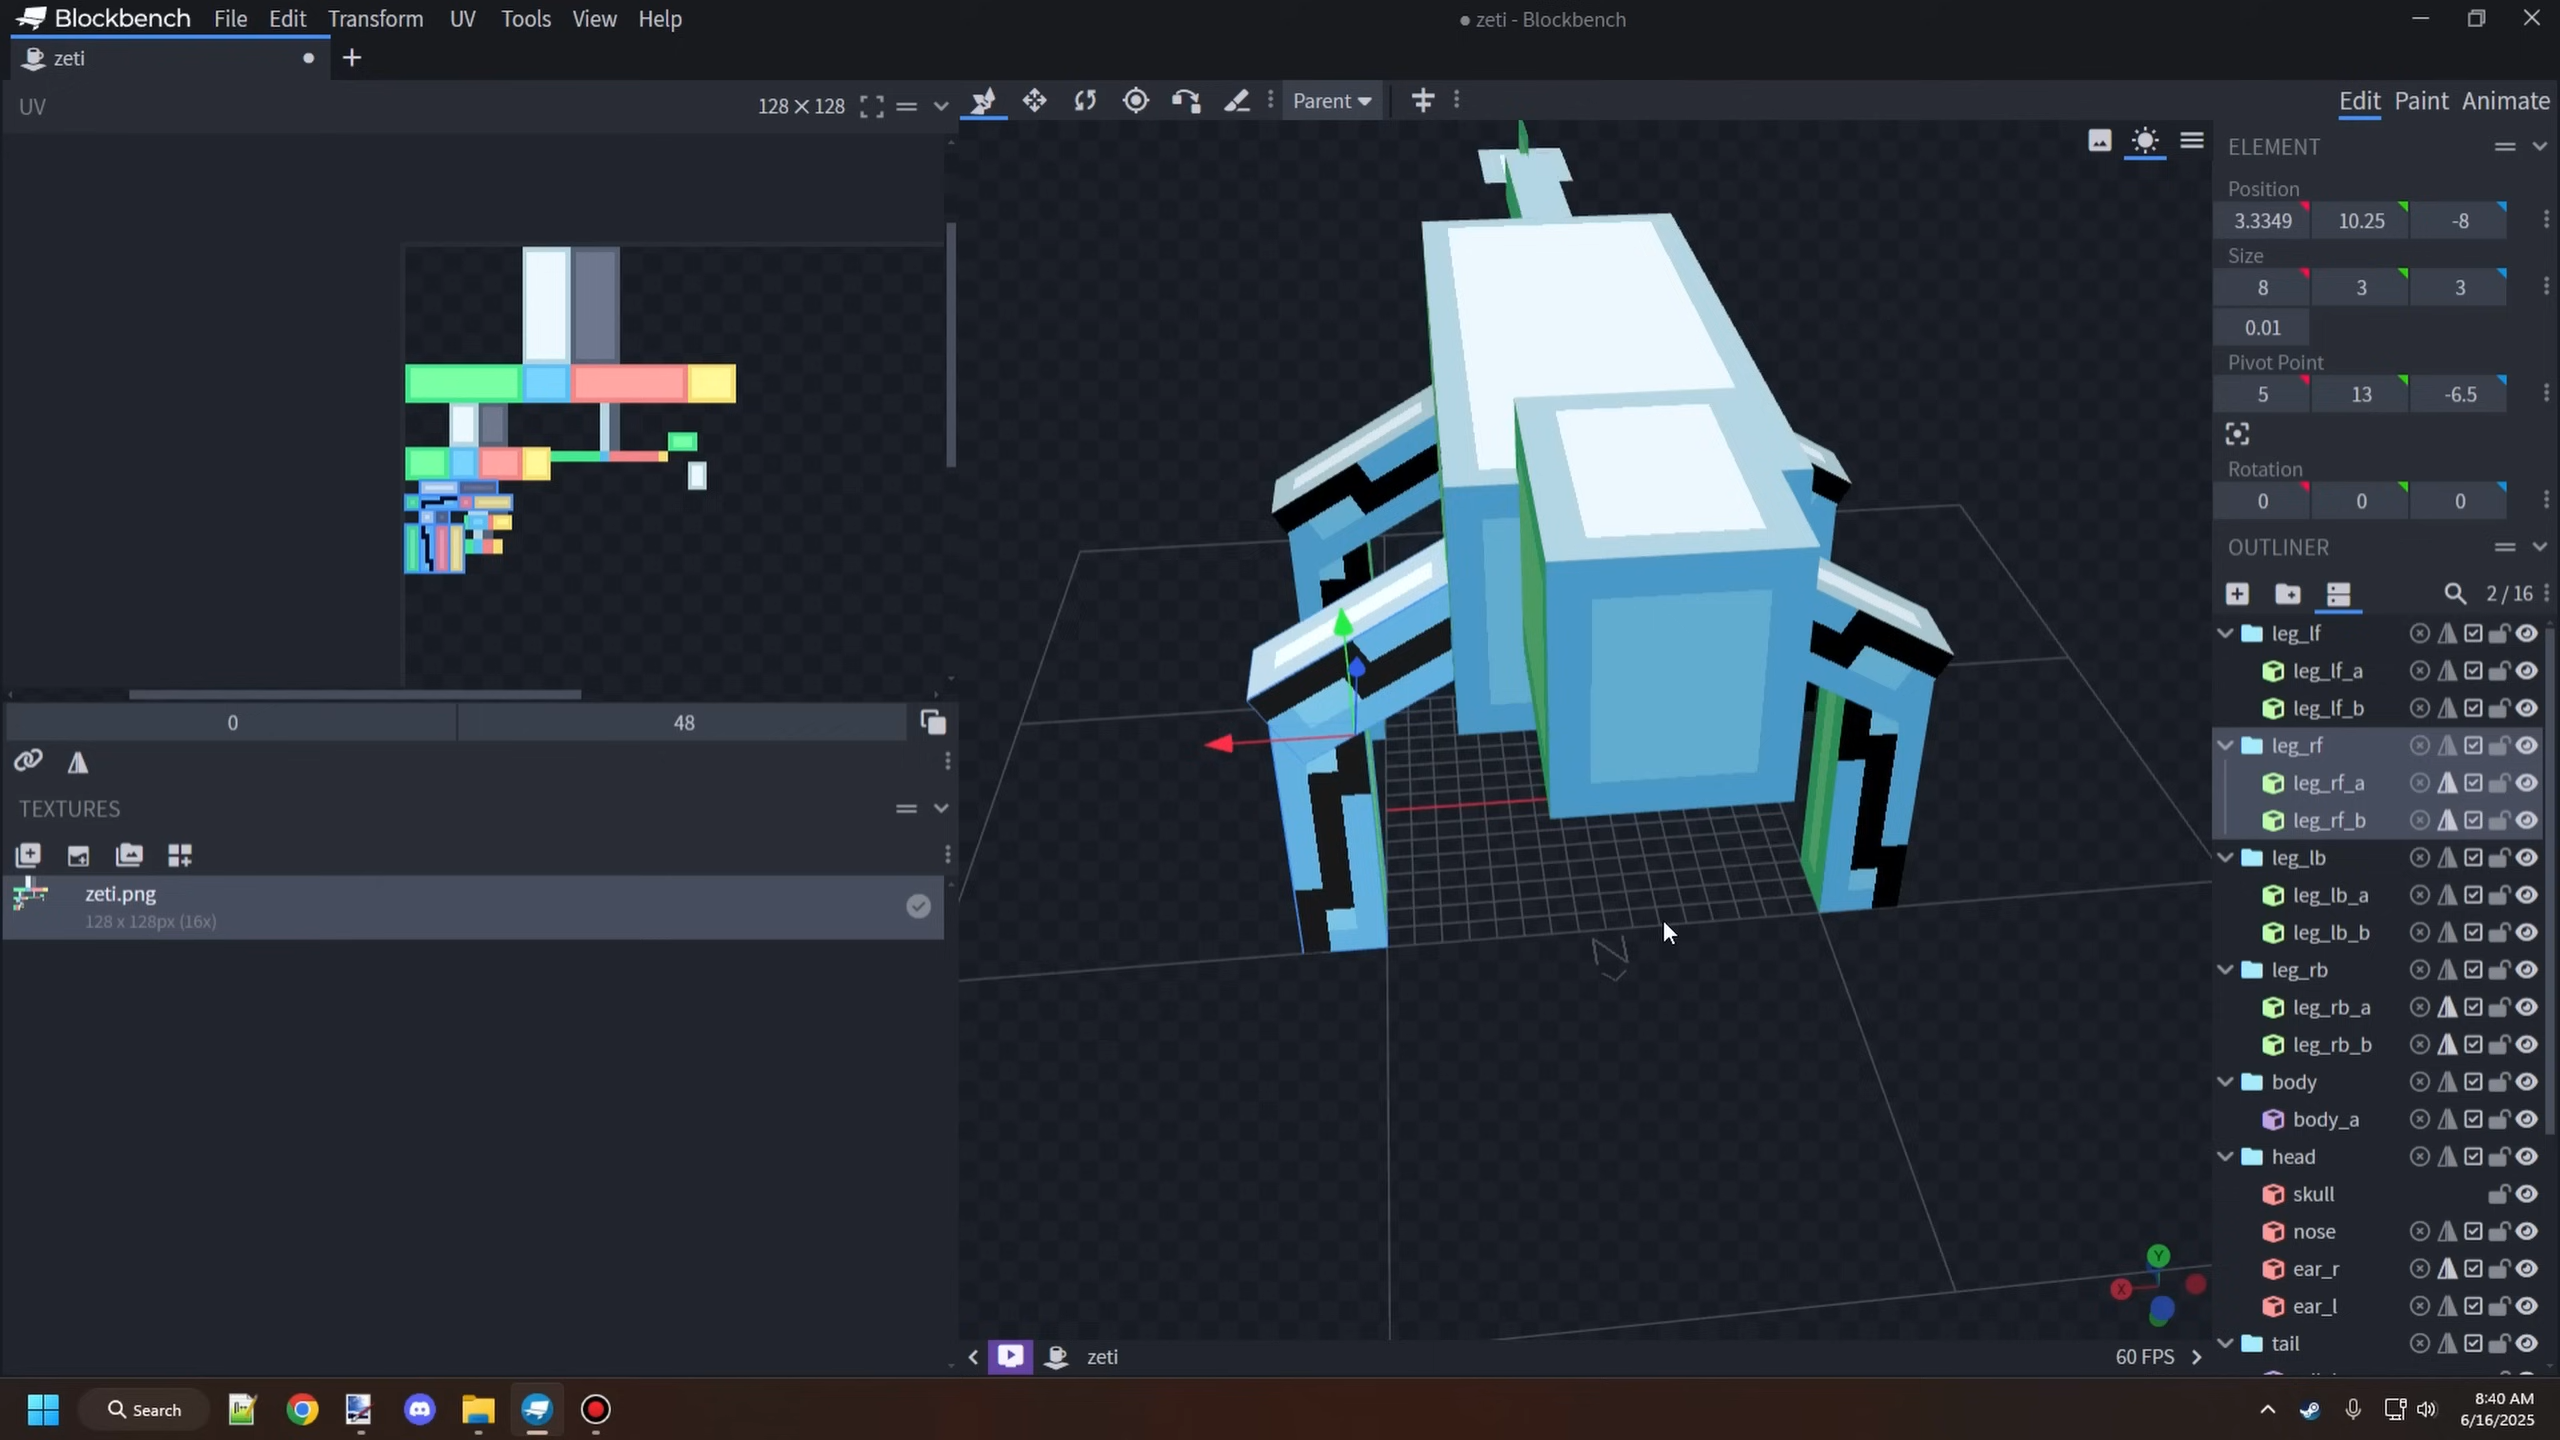 Blockbench File Edit Transform UV Tools View Help
zeti - Blockbench
zeti
UV
128 × 128
Parent
Edit Paint Animate
0
48
TEXTURES
zeti.png
128 x 128px (16x)
N
Y
X
zeti
60 FPS
ELEMENT
Position
3.3349 10.25 -8
Size
8 3 3
0.01
Pivot Point
5 13 -6.5
Rotation
0 0 0
OUTLINER
2 / 16
leg_lf
leg_lf_a
leg_lf_b
leg_rf
leg_rf_a
leg_rf_b
leg_lb
leg_lb_a
leg_lb_b
leg_rb
leg_rb_a
leg_rb_b
body
body_a
head
skull
nose
ear_r
ear_l
tail
Search
8:40 AM
6/16/2025